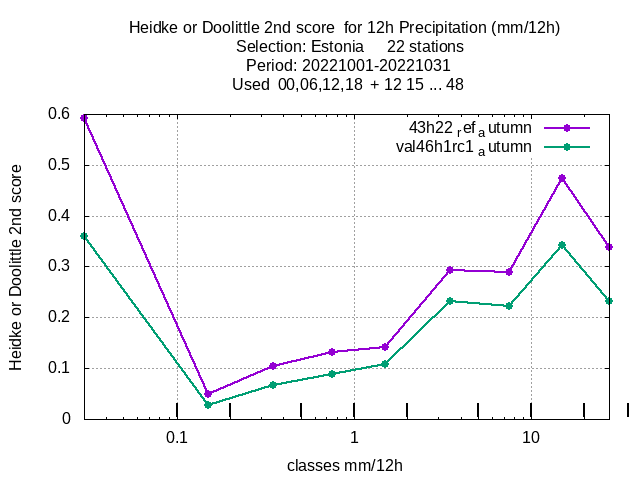 Heidke or Doolittle 2nd score  for 12h Precipitation (mm/12h)
Selection: Estonia     22 stations
Period: 20221001-20221031
Used  00,06,12,18  + 12 15 ... 48
43h22 ref a utumn
val46h1rc1 a utumn
0.6
0.5
0.4
0.3
0.2
0.1
0
Heidke or Doolittle 2nd score
0.1
1
10
classes mm/12h